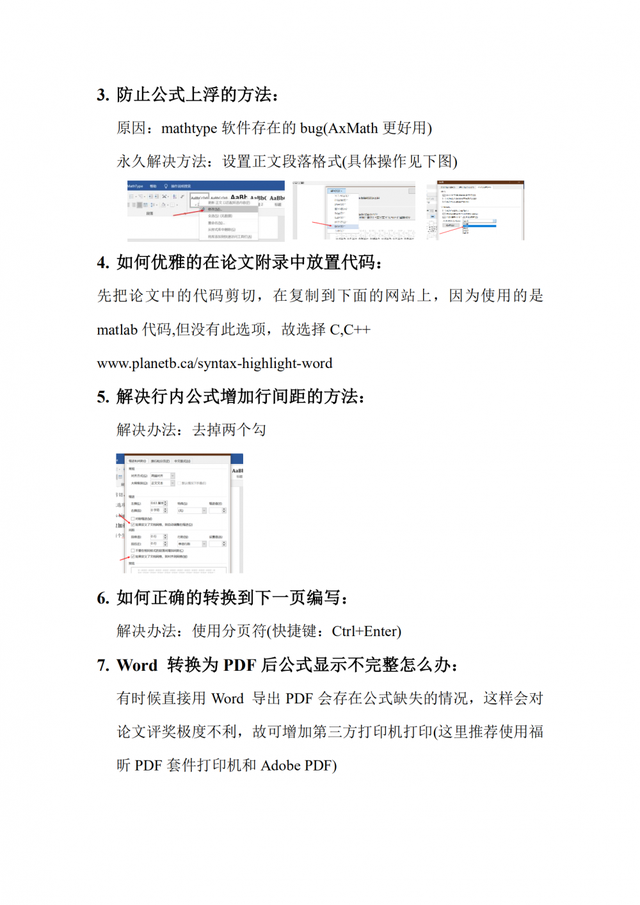 3. 防止公式上浮的方法：
原因：mathtype 软件存在的 bug(AxMath 更好用)
永久解决方法：设置正文段落格式(具体操作见下图)
4. 如何优雅的在论文附录中放置代码：
先把论文中的代码剪切，在复制到下面的网站上，因为使用的是
matlab 代码,但没有此选项，故选择 C,C++
www.planetb.ca/syntax-highlight-word
5. 解决行内公式增加行间距的方法：
解决办法：去掉两个勾
6. 如何正确的转换到下一页编写：
解决办法：使用分页符(快捷键：Ctrl+Enter)
7. Word 转换为 PDF 后公式显示不完整怎么办：
有时候直接用 Word 导出 PDF 会存在公式缺失的情况，这样会对
论文评奖极度不利，故可增加第三方打印机打印(这里推荐使用福
昕 PDF 套件打印机和 Adobe PDF)